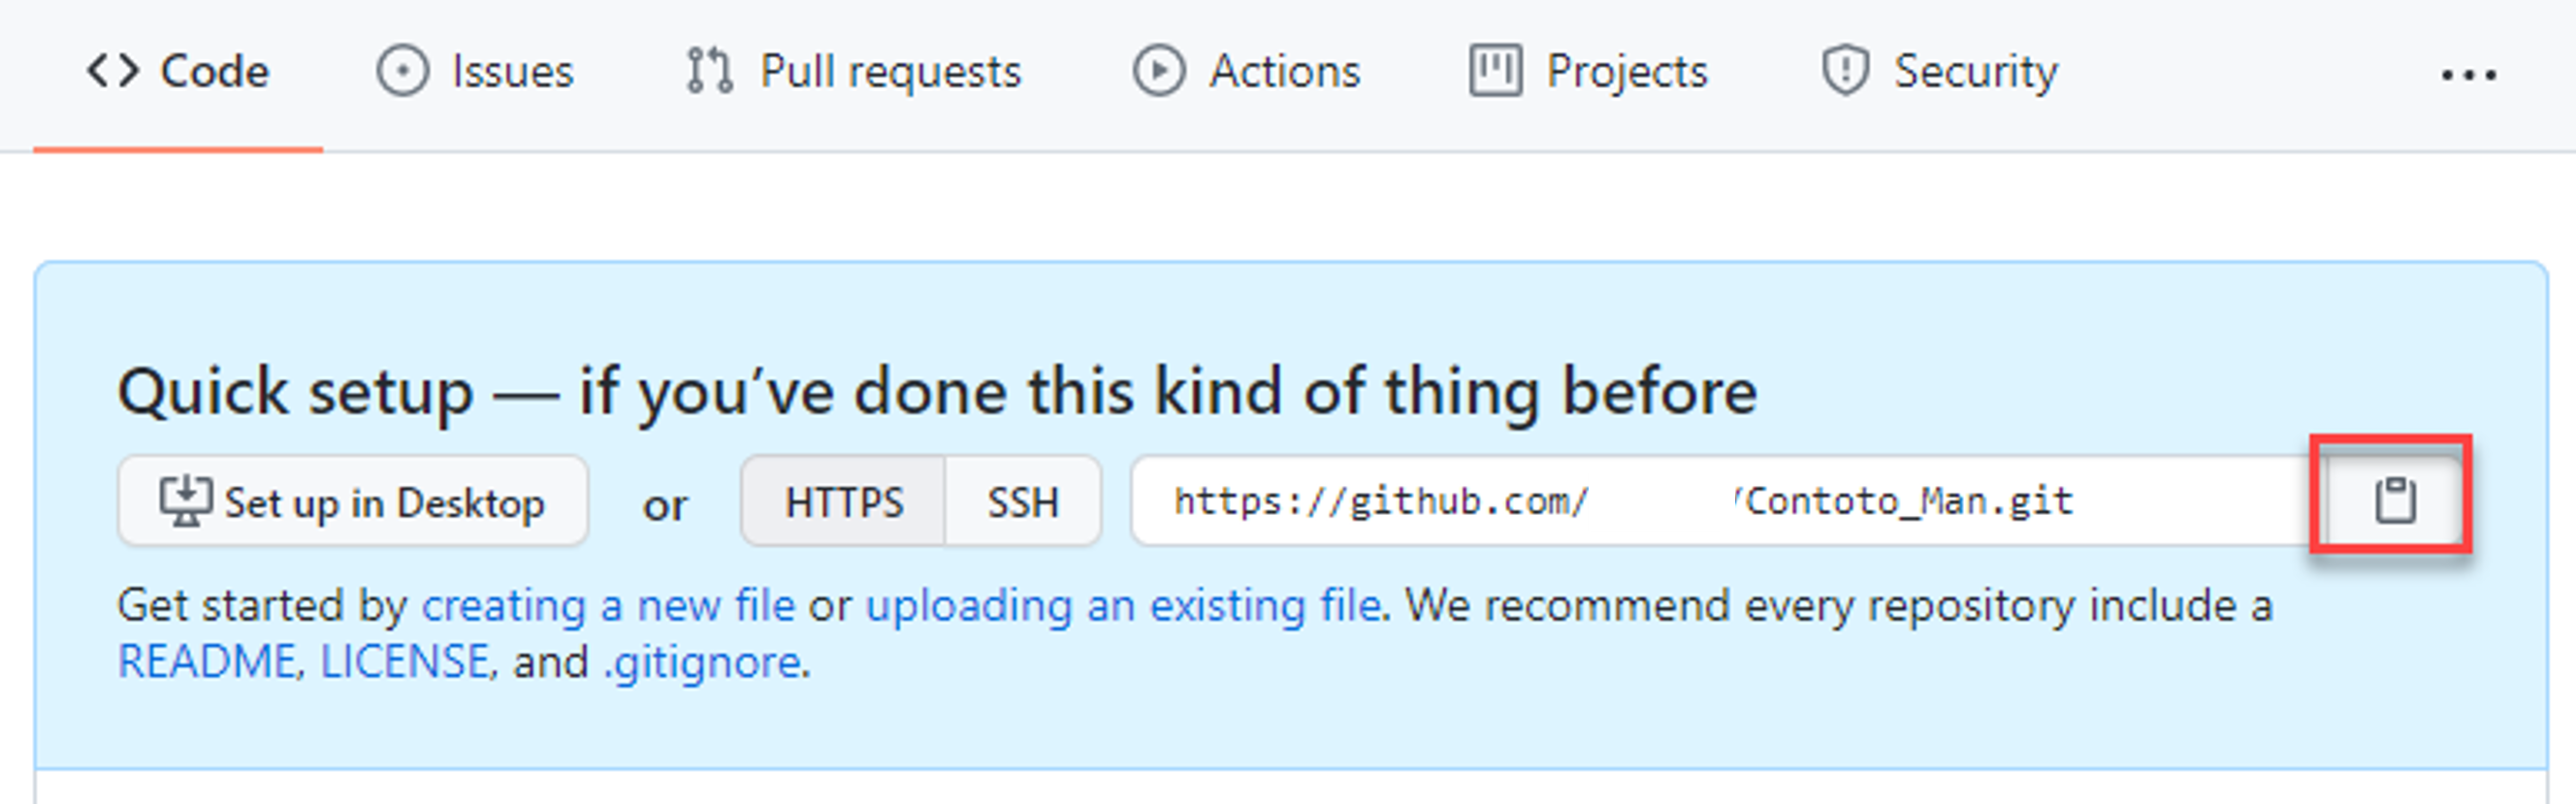 Code Issues Pull requests Actions Projects Security ...
Quick setup — if you’ve done this kind of thing before
Set up in Desktop or HTTPS SSH https://github.com/ /Contoto_Man.git
Get started by creating a new file or uploading an existing file. We recommend every repository include a
README, LICENSE, and .gitignore.